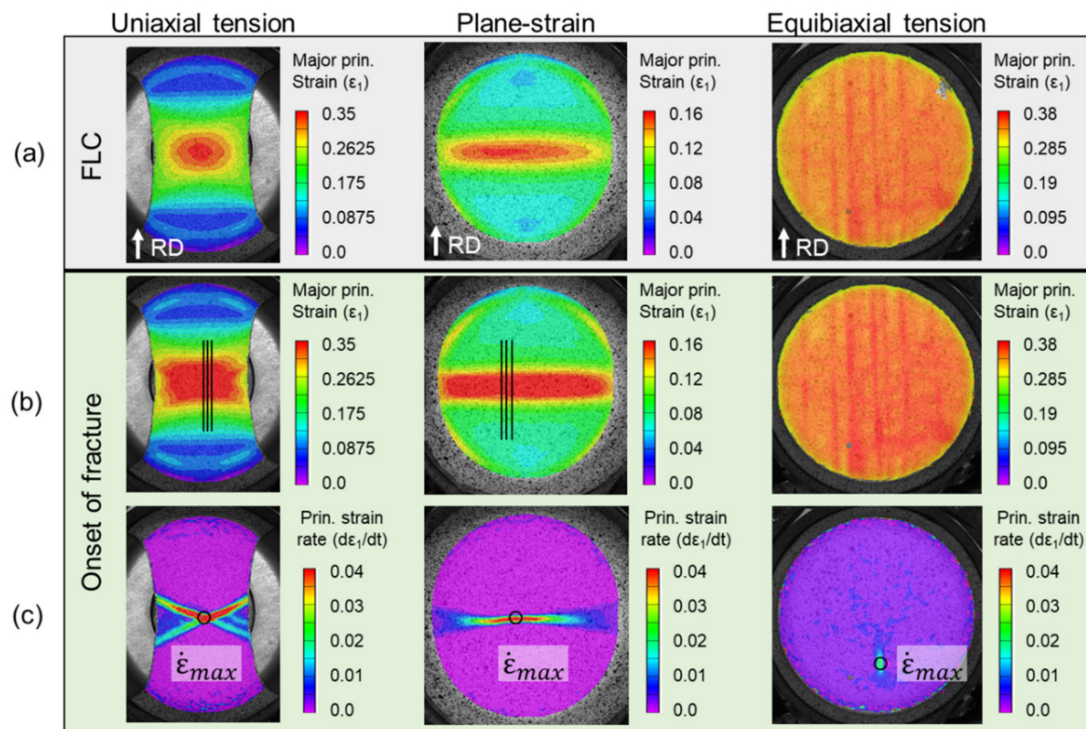 Uniaxial tension
Plane-strain
Equibiaxial tension
(a)
FLC
Major prin.
Strain (ε₁)
0.35
0.2625
0.175
0.0875
0.0
RD
Major prin.
Strain (ε₁)
0.16
0.12
0.08
0.04
0.0
Major prin.
Strain (ε₁)
0.38
0.285
0.19
0.095
0.0
RD
(b)
Onset of fracture
Major prin.
Strain (ε₁)
0.35
0.2625
0.175
0.0875
0.0
Major prin.
Strain (ε₁)
0.16
0.12
0.08
0.04
0.0
Major prin.
Strain (ε₁)
0.38
0.285
0.19
0.095
0.0
(c)
Prin. strain
rate (dε₁/dt)
0.04
0.03
0.02
0.01
0.0
ε̇max
Prin. strain
rate (dε₁/dt)
0.04
0.03
0.02
0.01
0.0
ε̇max
Prin. strain
rate (dε₁/dt)
0.04
0.03
0.02
0.01
0.0
ε̇max